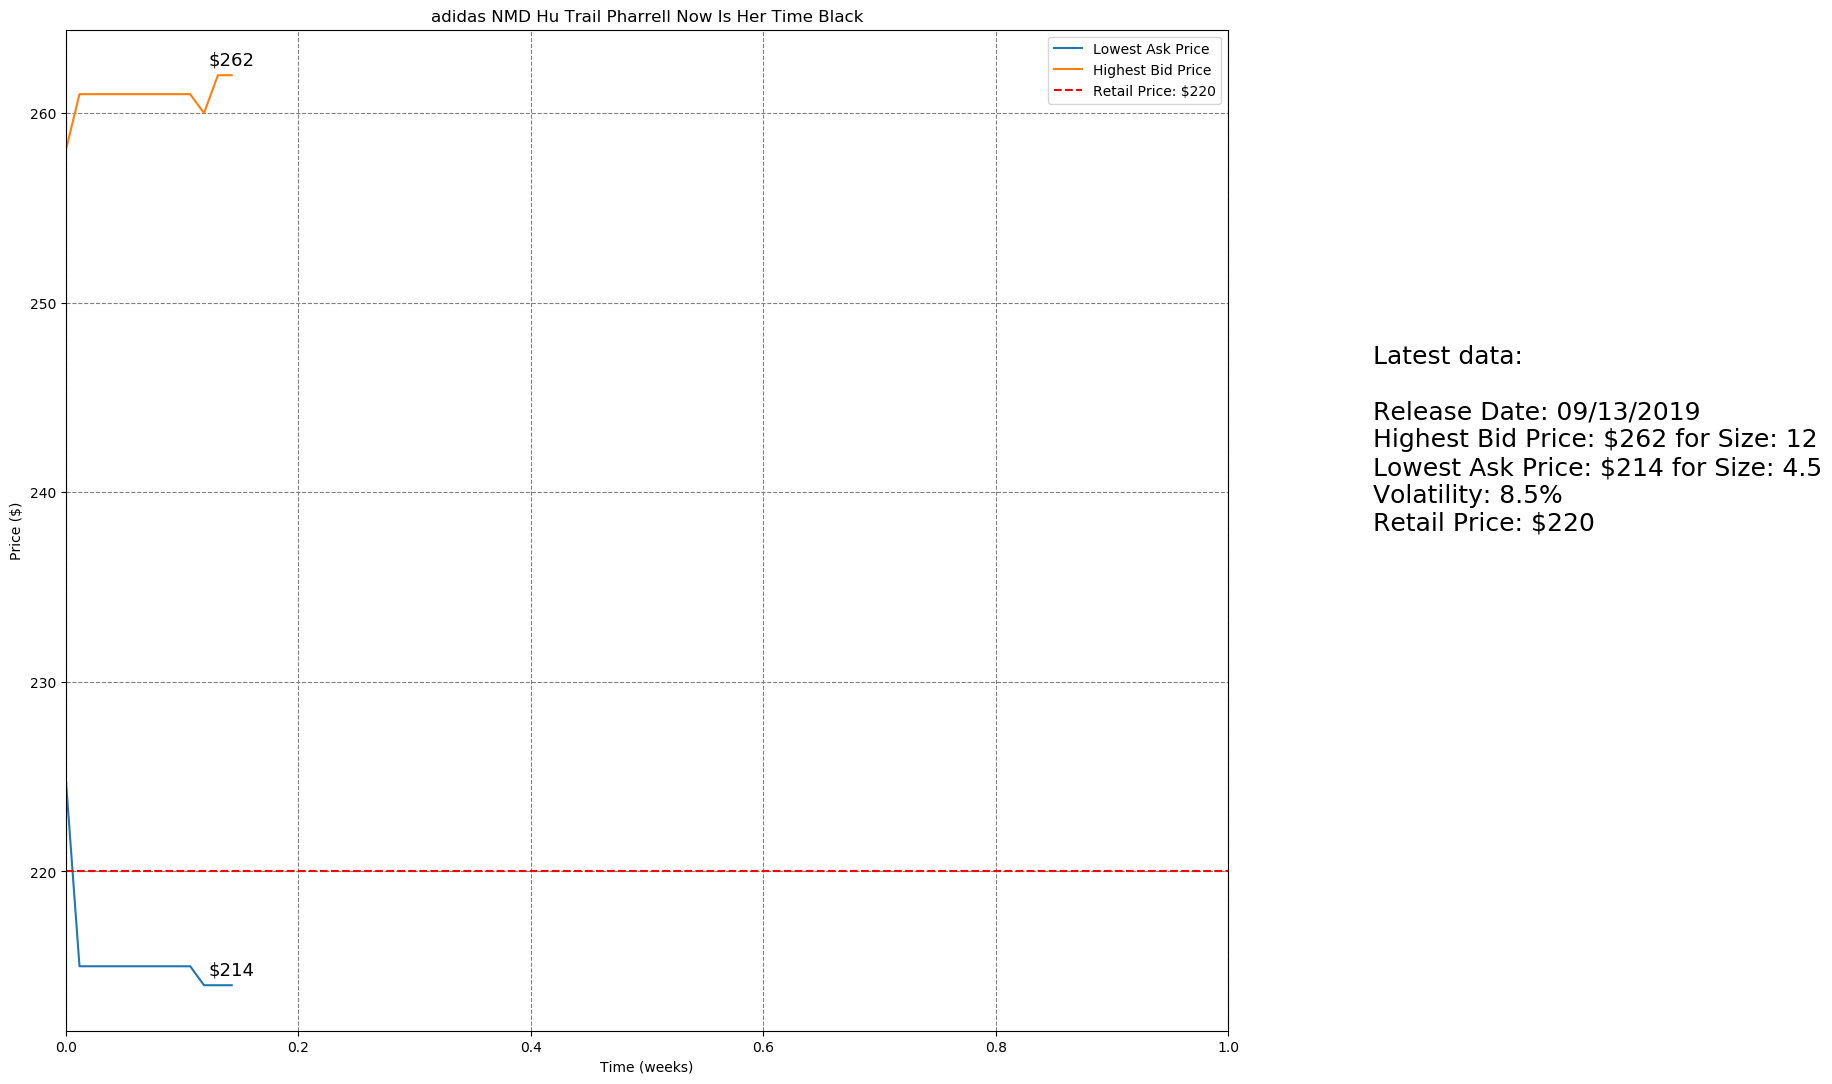 adidas NMD Hu Trail Pharrell Now Is Her Time Black
$262
Lowest Ask Price
Highest Bid Price
Retail Price: $220
260
250
240
230
220
Price ($)
$214
0.0
0.2
0.4
0.6
0.8
1.0
Time (weeks)
Latest data:
Release Date: 09/13/2019
Highest Bid Price: $262 for Size: 12
Lowest Ask Price: $214 for Size: 4.5
Volatility: 8.5%
Retail Price: $220